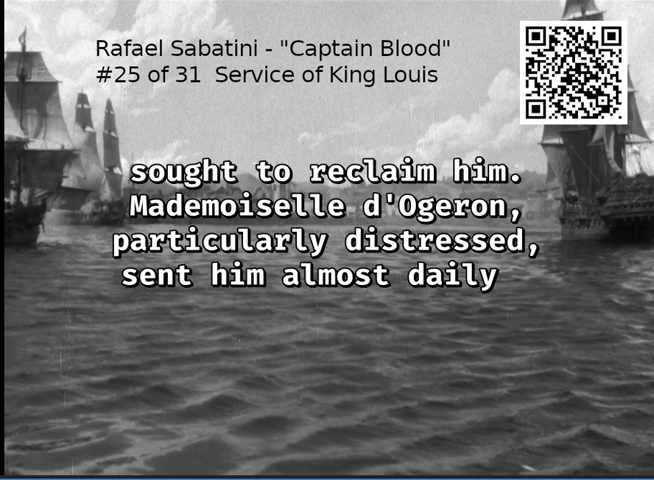 Rafael Sabatini - "Captain Blood"
#25 of 31  Service of King Louis
sought to reclaim him.
Mademoiselle d'Ogeron,
particularly distressed,
sent him almost daily